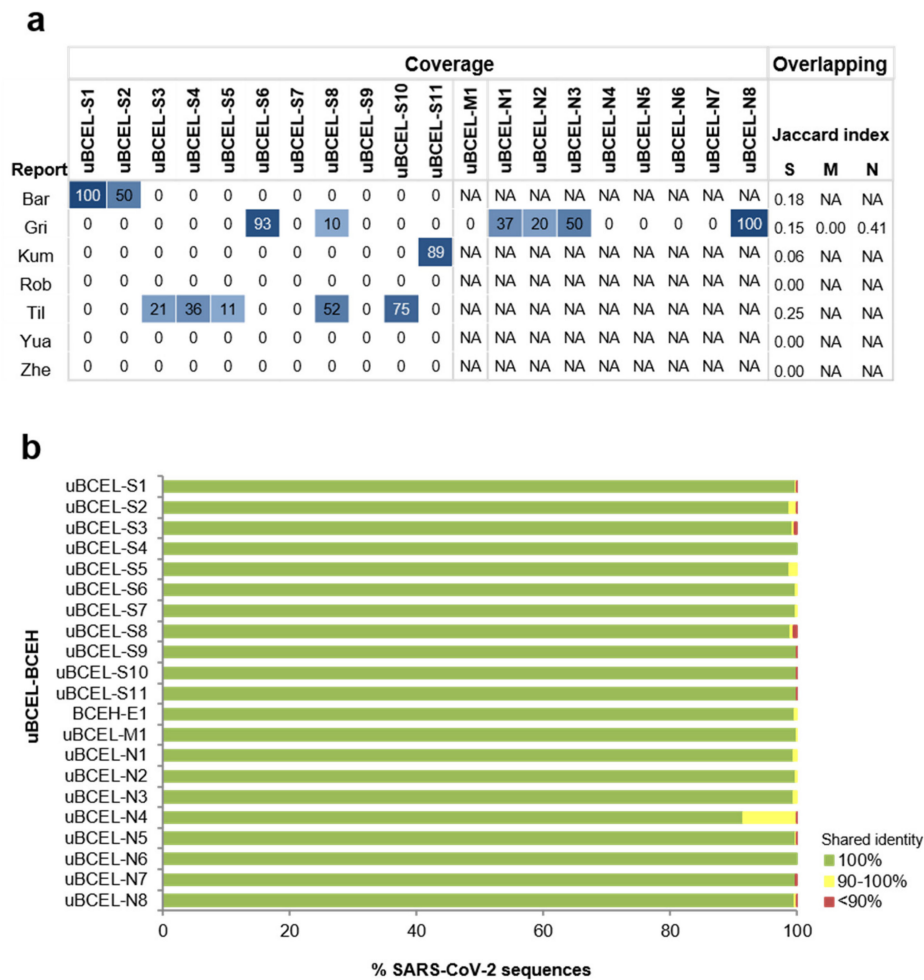 a
Coverage Overlapping
Report uBCEL-S1 uBCEL-S2 uBCEL-S3 uBCEL-S4 uBCEL-S5 uBCEL-S6 uBCEL-S7 uBCEL-S8 uBCEL-S9 uBCEL-S10 uBCEL-S11 uBCEL-M1 uBCEL-N1 uBCEL-N2 uBCEL-N3 uBCEL-N4 uBCEL-N5 uBCEL-N6 uBCEL-N7 uBCEL-N8
Jaccard index
S M N
Bar 100 50 0 0 0 0 0 0 0 0 0 NA NA NA NA NA NA NA NA NA 0.18 NA NA
Gri 0 0 0 0 0 93 0 10 0 0 0 0 37 20 50 0 0 0 0 100 0.15 0.00 0.41
Kum 0 0 0 0 0 0 0 0 0 0 89 NA NA NA NA NA NA NA NA NA 0.06 NA NA
Rob 0 0 0 0 0 0 0 0 0 0 0 NA NA NA NA NA NA NA NA NA 0.00 NA NA
Til 0 0 21 36 11 0 0 52 0 75 0 NA NA NA NA NA NA NA NA NA 0.25 NA NA
Yua 0 0 0 0 0 0 0 0 0 0 0 NA NA NA NA NA NA NA NA NA 0.00 NA NA
Zhe 0 0 0 0 0 0 0 0 0 0 0 NA NA NA NA NA NA NA NA NA 0.00 NA NA
b
uBCEL-BCEH
uBCEL-S1
uBCEL-S2
uBCEL-S3
uBCEL-S4
uBCEL-S5
uBCEL-S6
uBCEL-S7
uBCEL-S8
uBCEL-S9
uBCEL-S10
uBCEL-S11
BCEH-E1
uBCEL-M1
uBCEL-N1
uBCEL-N2
uBCEL-N3
uBCEL-N4
uBCEL-N5
uBCEL-N6
uBCEL-N7
uBCEL-N8
Shared identity
100%
90-100%
<90%
0 20 40 60 80 100
% SARS-CoV-2 sequences